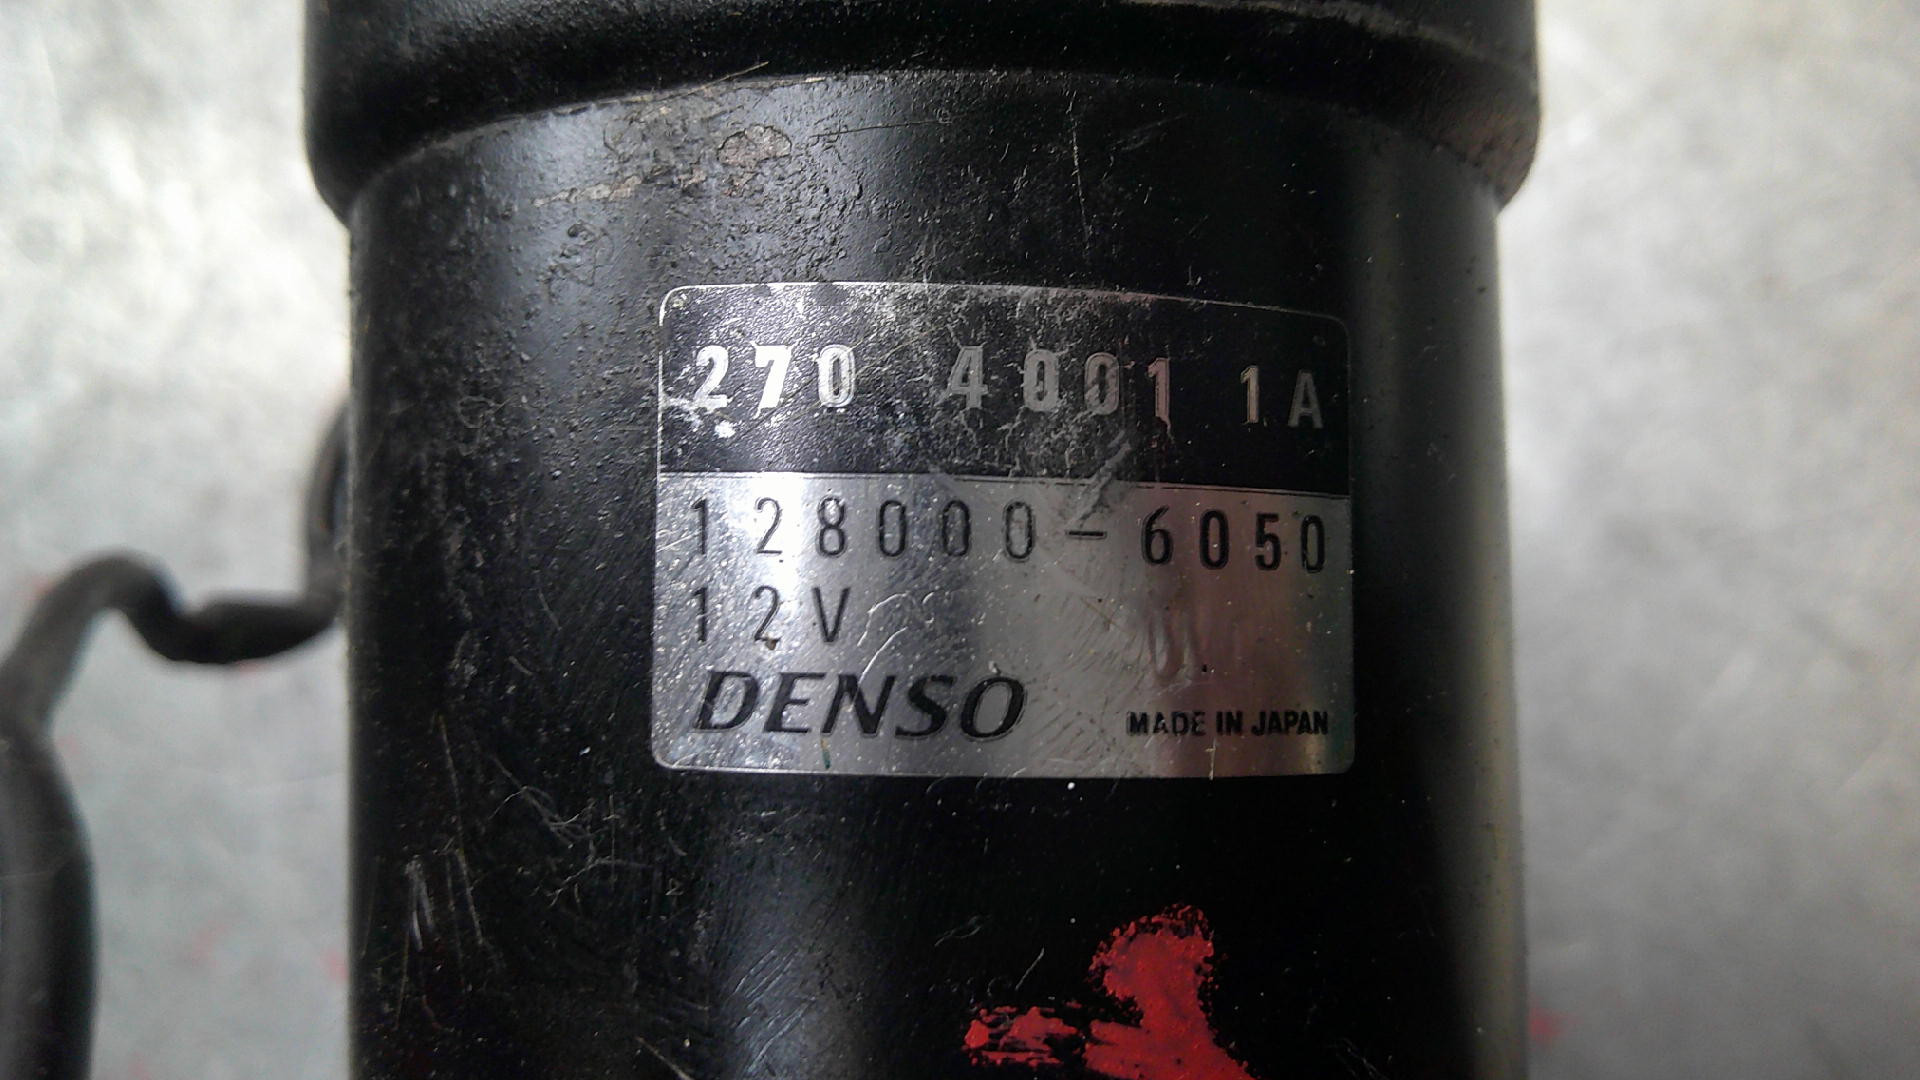 270 4001 1A
128000-6050
12V
DENSO MADE IN JAPAN